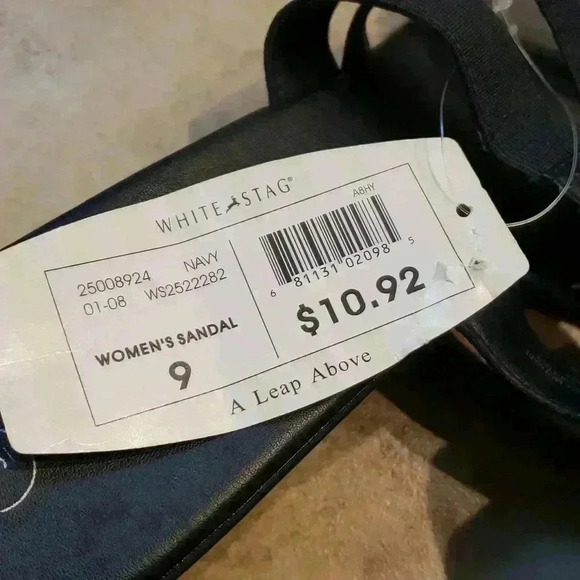 WHITE STAG®
25008924 NAVY
01-08 WS2522282
WOMEN'S SANDAL
9
A8HY
6 81131 02098 5
$10.92
A Leap Above